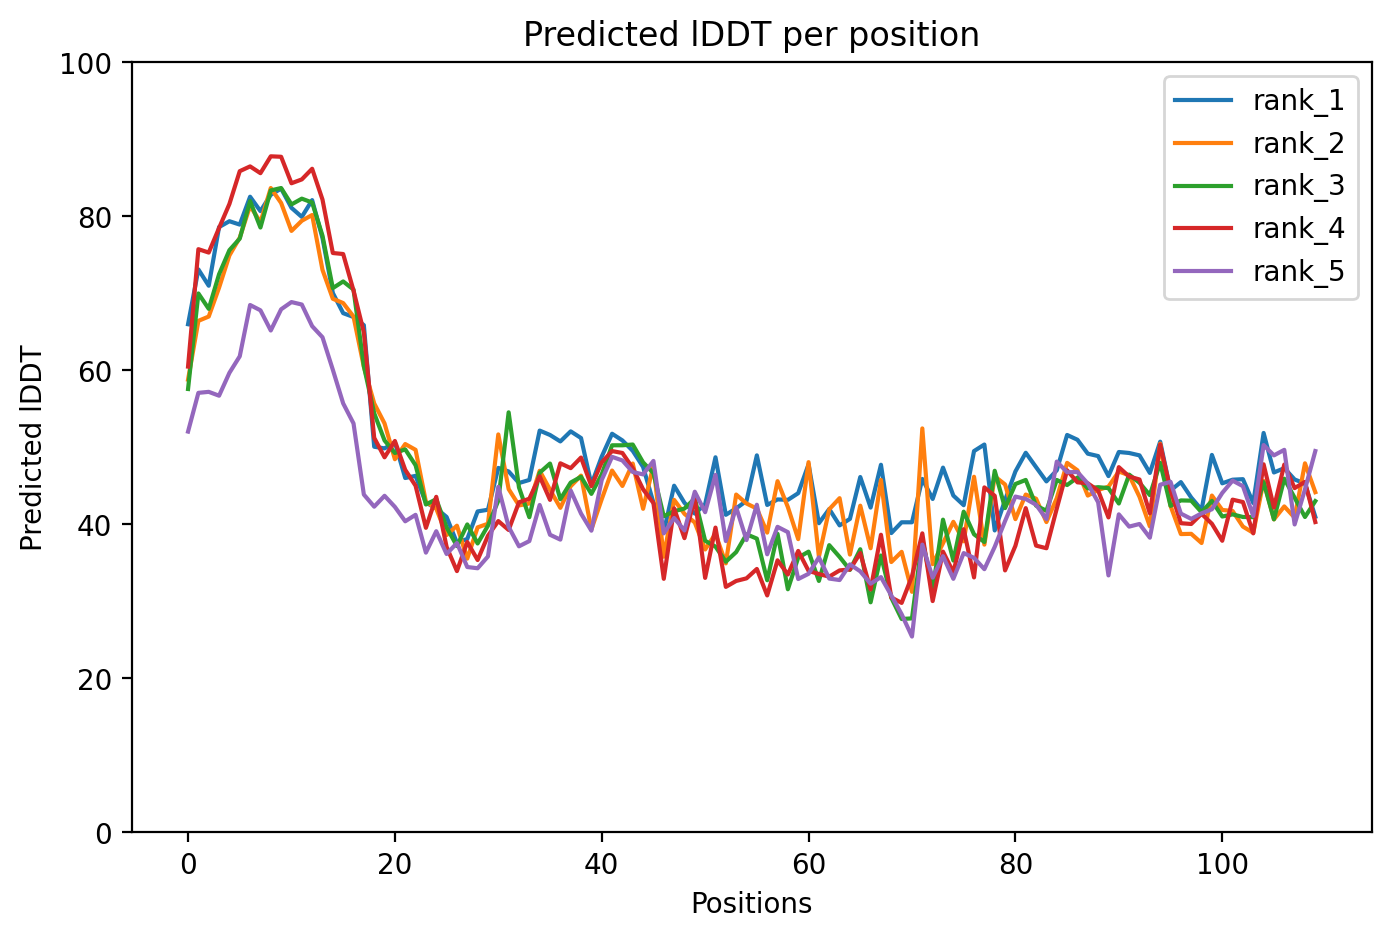 Predicted lDDT per position
100
80
60
40
20
0
Predicted lDDT
0 20 40 60 80 100
Positions
rank_1
rank_2
rank_3
rank_4
rank_5